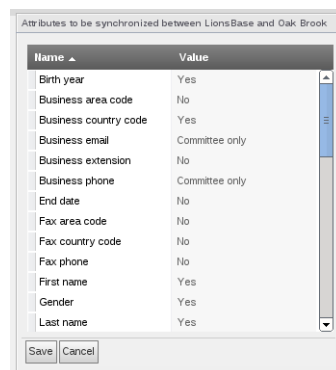 Attributes to be synchronized between LionsBase and Oak Brook
Name Value
Birth year Yes
Business area code No
Business country code Yes
Business email Committee only
Business extension No
Business phone Committee only
End date No
Fax area code No
Fax country code No
Fax phone No
First name Yes
Gender Yes
Last name Yes
Save Cancel